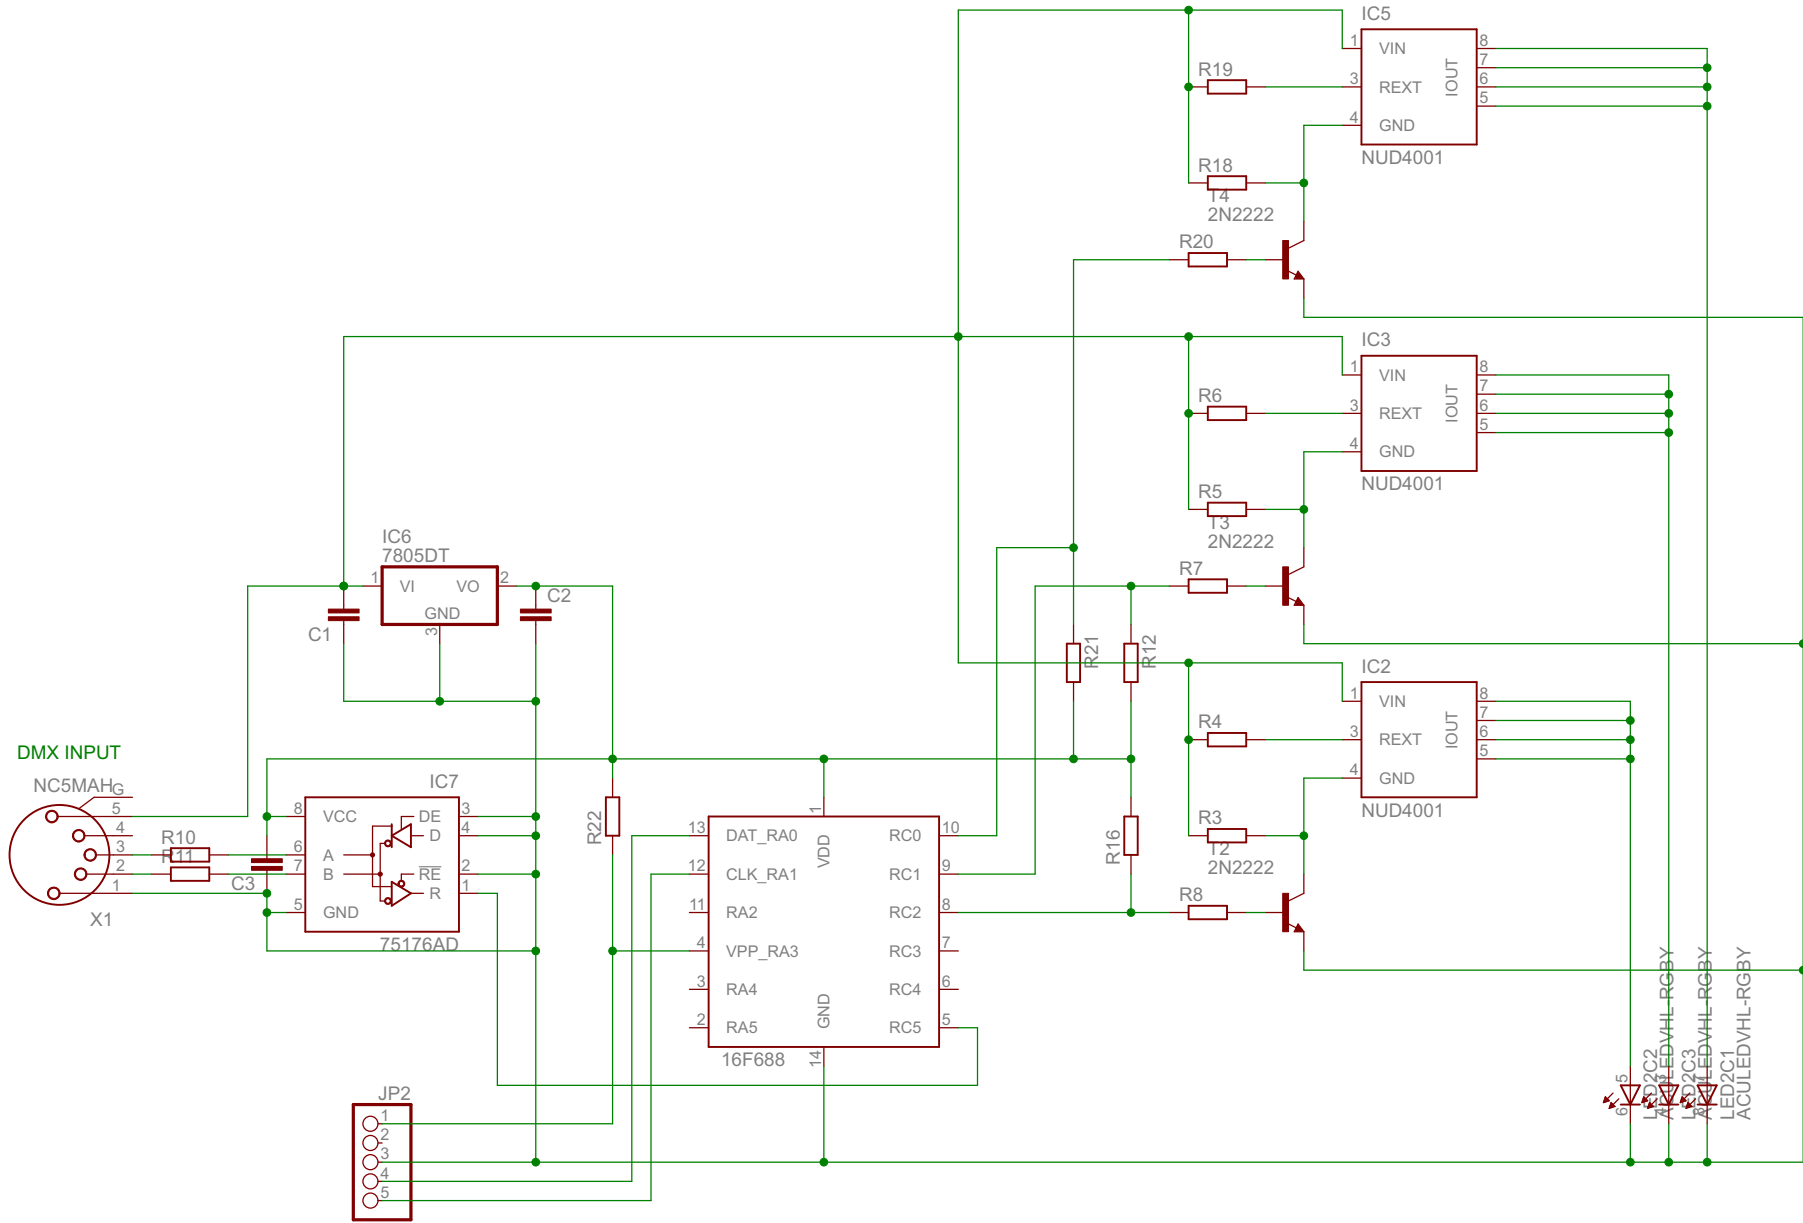 IC5
1 VIN 8
7
R19
3 REXT IOUT 6
5
4 GND
NUD4001
R18
T4
2N2222
R20
IC3
1 VIN 8
7
R6
3 REXT IOUT 6
5
4 GND
NUD4001
R5
T3
2N2222
R7
IC6
7805DT
1 VI VO 2
GND
3
C1
C2
R21
R12
IC2
1 VIN 8
7
R4
3 REXT IOUT 6
5
4 GND
NUD4001
R3
T2
2N2222
R8
DMX INPUT
NC5MAH
G
5
4
3
2
1
X1
R10
R11
C3
IC7
8 VCC DE 3
D 4
6 A
7 B RE 2
R 1
5 GND
75176AD
R22
R16
1
VDD
13 DAT_RA0 RC0 10
12 CLK_RA1 RC1 9
11 RA2 RC2 8
4 VPP_RA3 RC3 7
3 RA4 RC4 6
2 RA5 RC5 5
GND
14
16F688
JP2
1
2
3
4
5
5
6
LED2C2
ACULEDVHL-RGBY
LED2C3
ACULEDVHL-RGBY
LED2C1
ACULEDVHL-RGBY